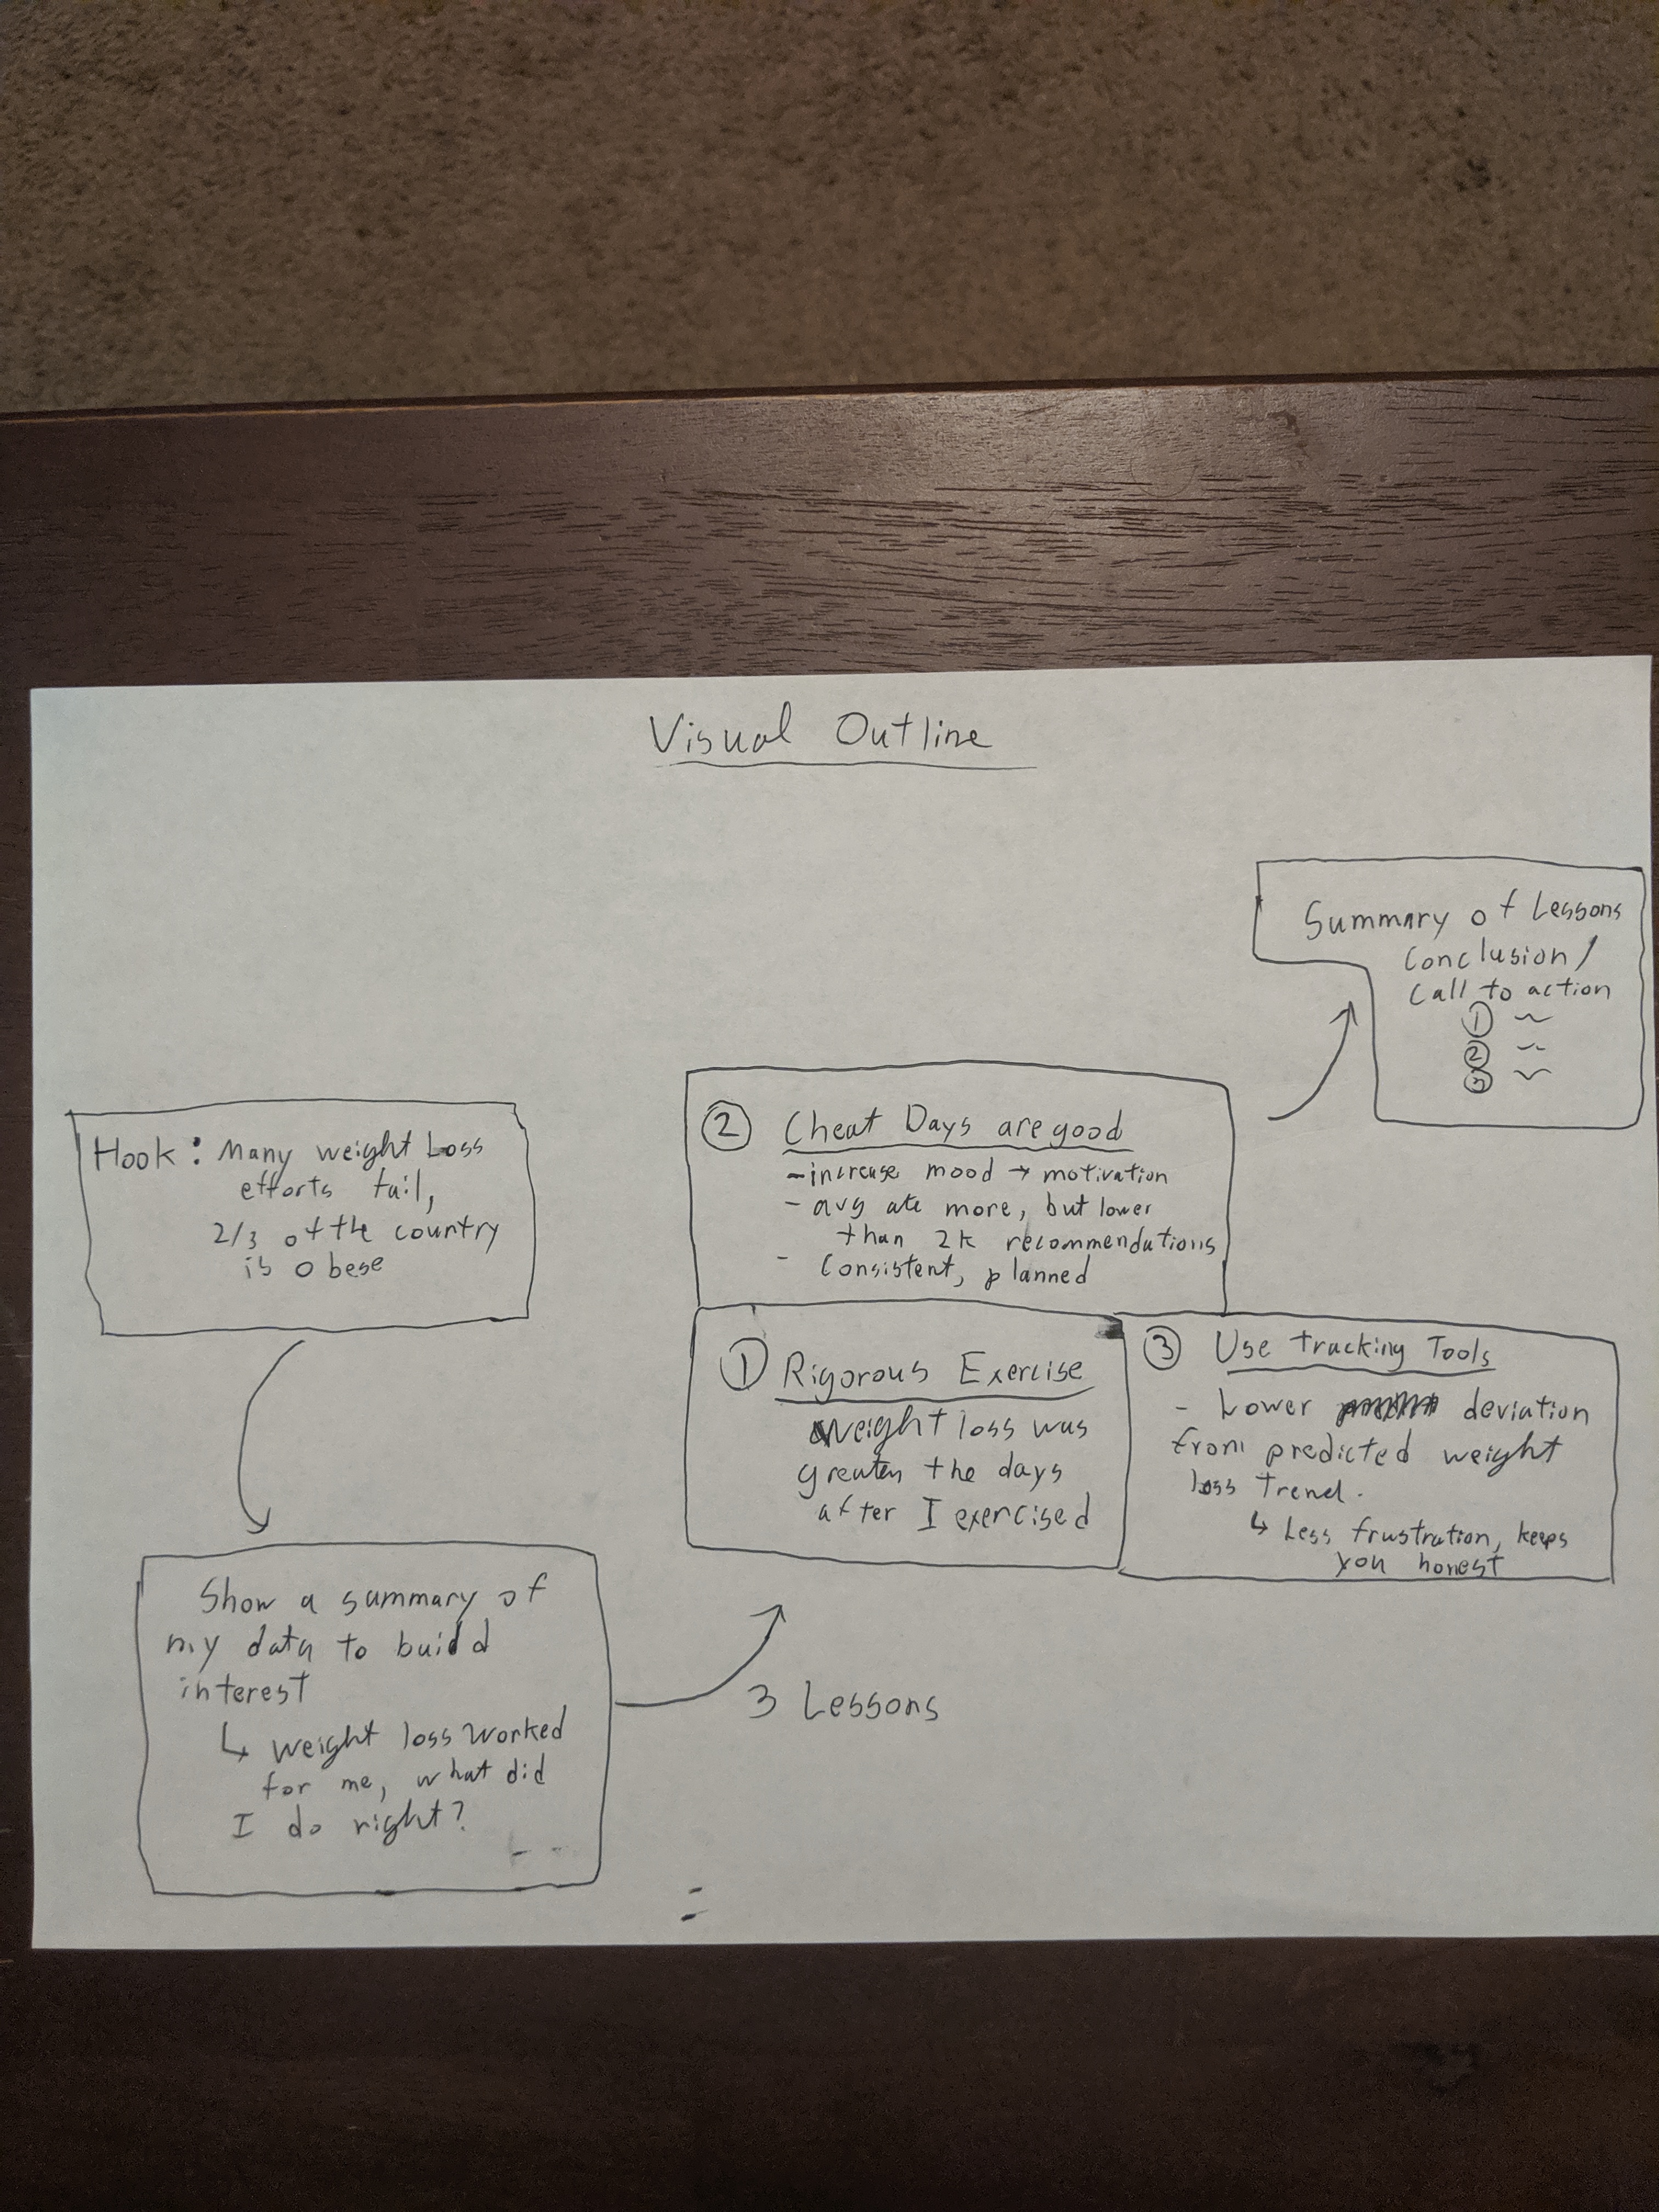 Visual Outline
Hook: Many weight Loss
efforts fail,
2/3 of the country
is obese
Show a summary of
my data to buidd
interest
↳ weight loss worked
for me, what did
I do right?
3 Lessons
① Rigorous Exercise
Weight loss was
greater the days
after I exercised
② Cheat Days are good
- increase mood → motivation
- avg ate more, but lower
than 2k recommendations
- Consistent, planned
③ Use Tracking Tools
- Lower deviation
from predicted weight
loss trend.
↳ Less frustration, keeps
you honest
Summary of Lessons
Conclusion/
Call to action
①
②
③